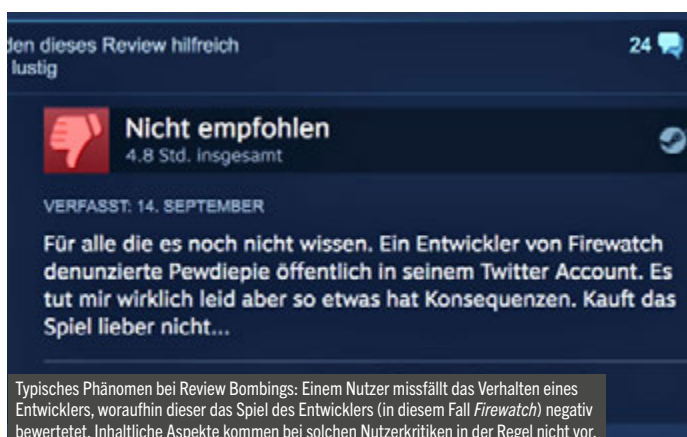 den dieses Review hilfreich
24
lustig
Nicht empfohlen
4.8 Std. insgesamt
VERFASST: 14. SEPTEMBER
Für alle die es noch nicht wissen. Ein Entwickler von Firewatch
denunzierte Pewdiepie öffentlich in seinem Twitter Account. Es
tut mir wirklich leid aber so etwas hat Konsequenzen. Kauft das
Spiel lieber nicht...
Typisches Phänomen bei Review Bombings: Einem Nutzer missfällt das Verhalten eines
Entwicklers, woraufhin dieser das Spiel des Entwicklers (in diesem Fall Firewatch) negativ
bewertetet. Inhaltliche Aspekte kommen bei solchen Nutzerkritiken in der Regel nicht vor.